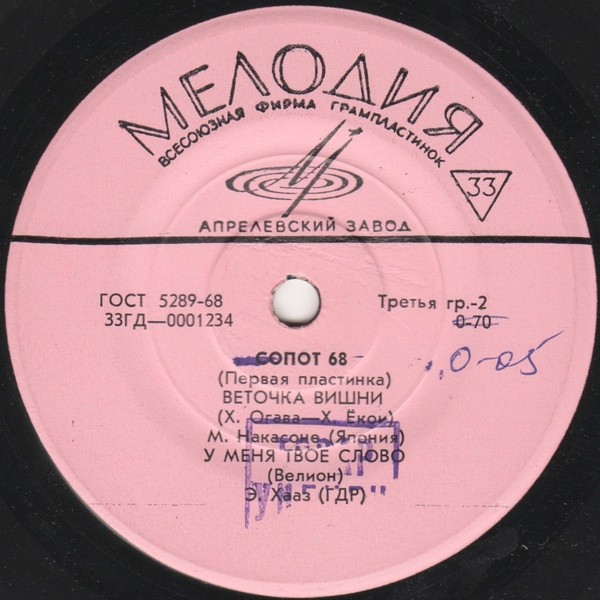 МЕЛОДИЯ
ВСЕСОЮЗНАЯ ФИРМА ГРАМПЛАСТИНОК
33
АПРЕЛЕВСКИЙ ЗАВОД
ГОСТ 5289-68 Третья гр.-2
33ГД—0001234 0-70
0-05
СОПОТ 68
(Первая пластинка)
ВЕТОЧКА ВИШНИ
(Х. Огава—Х. Ёкои)
М. Накасоне (Япония)
У МЕНЯ ТВОЕ СЛОВО
(Велион)
Э. Хааз (ГДР)